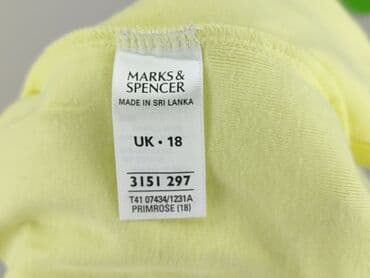 MARKS &
SPENCER
MADE IN SRI LANKA
UK • 18
3151 297
T41 07434/1231A
PRIMROSE (18)